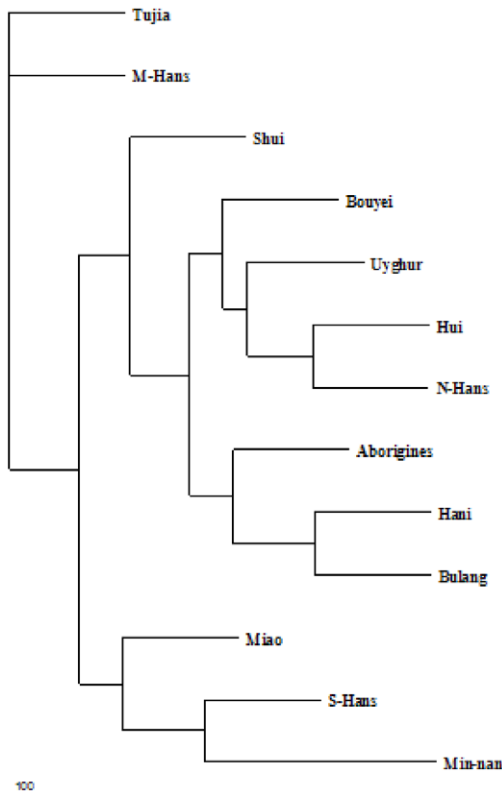 Tujia
M-Hans
Shui
Bouyei
Uyghur
Hui
N-Hans
Aborigines
Hani
Bulang
Miao
S-Hans
Min-nan
100